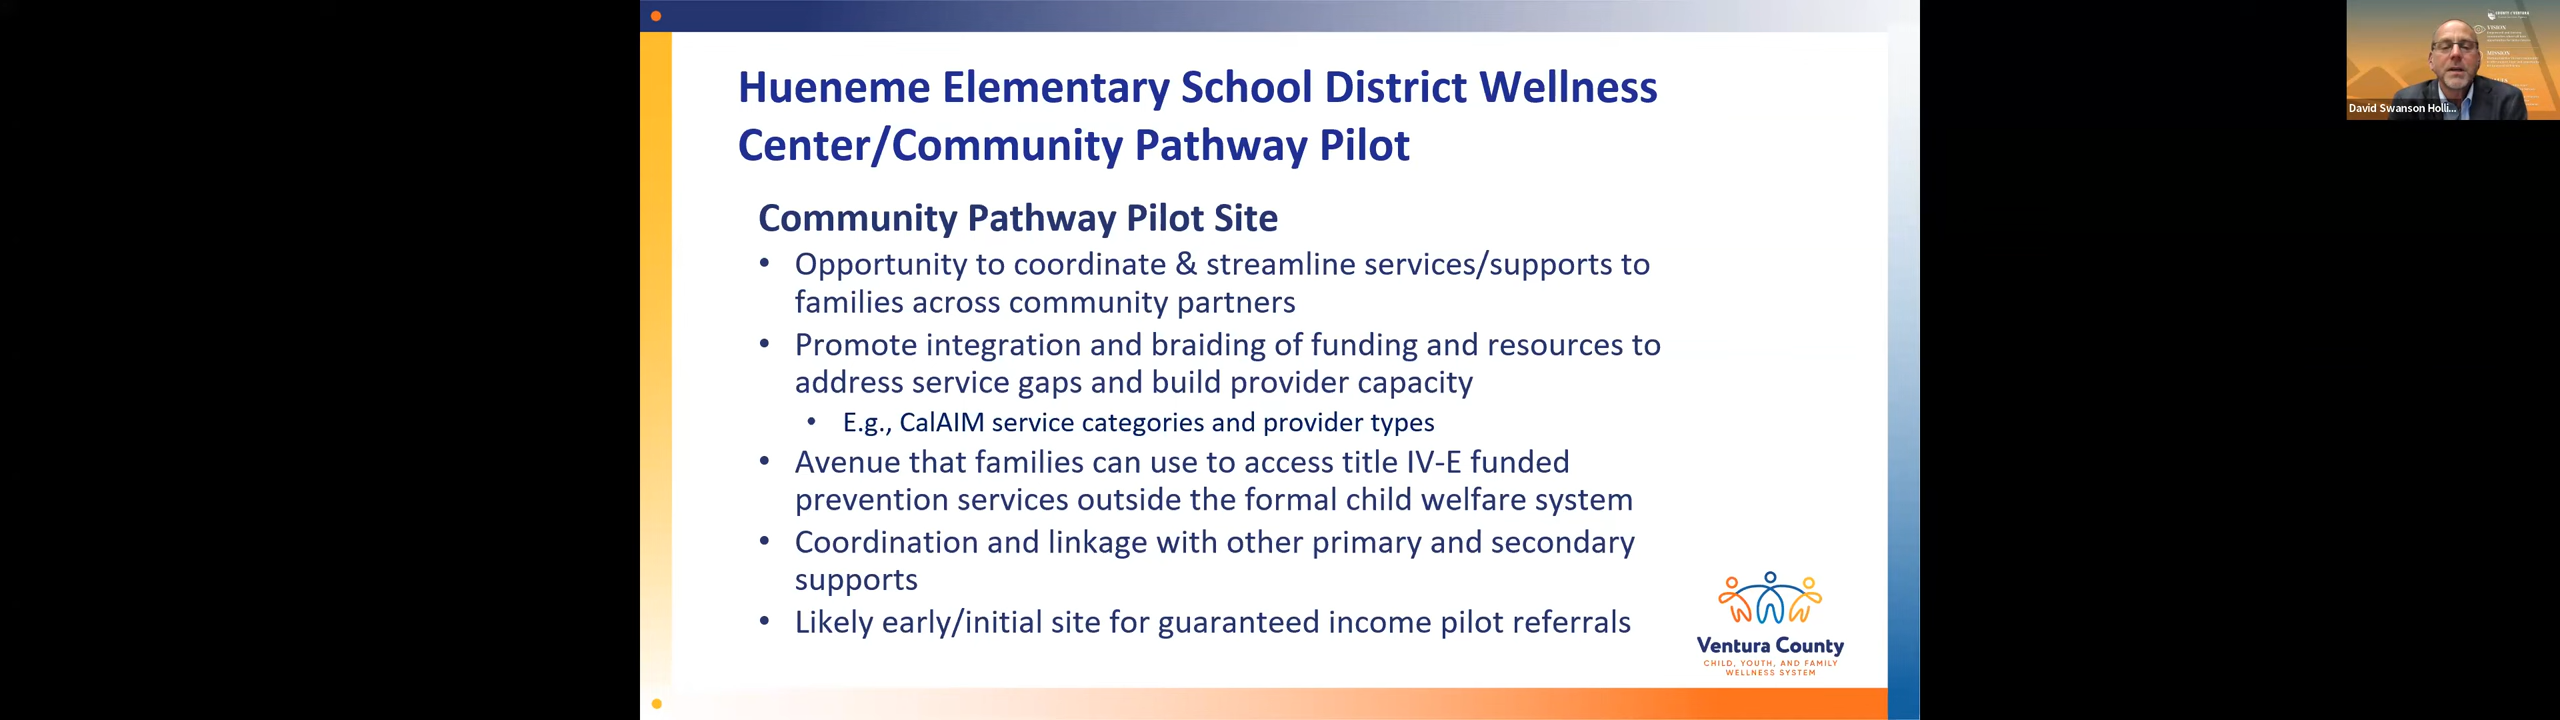 Hueneme Elementary School District Wellness
Center/Community Pathway Pilot
Community Pathway Pilot Site
• Opportunity to coordinate & streamline services/supports to
families across community partners
• Promote integration and braiding of funding and resources to
address service gaps and build provider capacity
• E.g., CalAIM service categories and provider types
• Avenue that families can use to access title IV-E funded
prevention services outside the formal child welfare system
• Coordination and linkage with other primary and secondary
supports
• Likely early/initial site for guaranteed income pilot referrals
Ventura County
CHILD, YOUTH, AND FAMILY
WELLNESS SYSTEM
VISION
MISSION
David Swanson Holli...